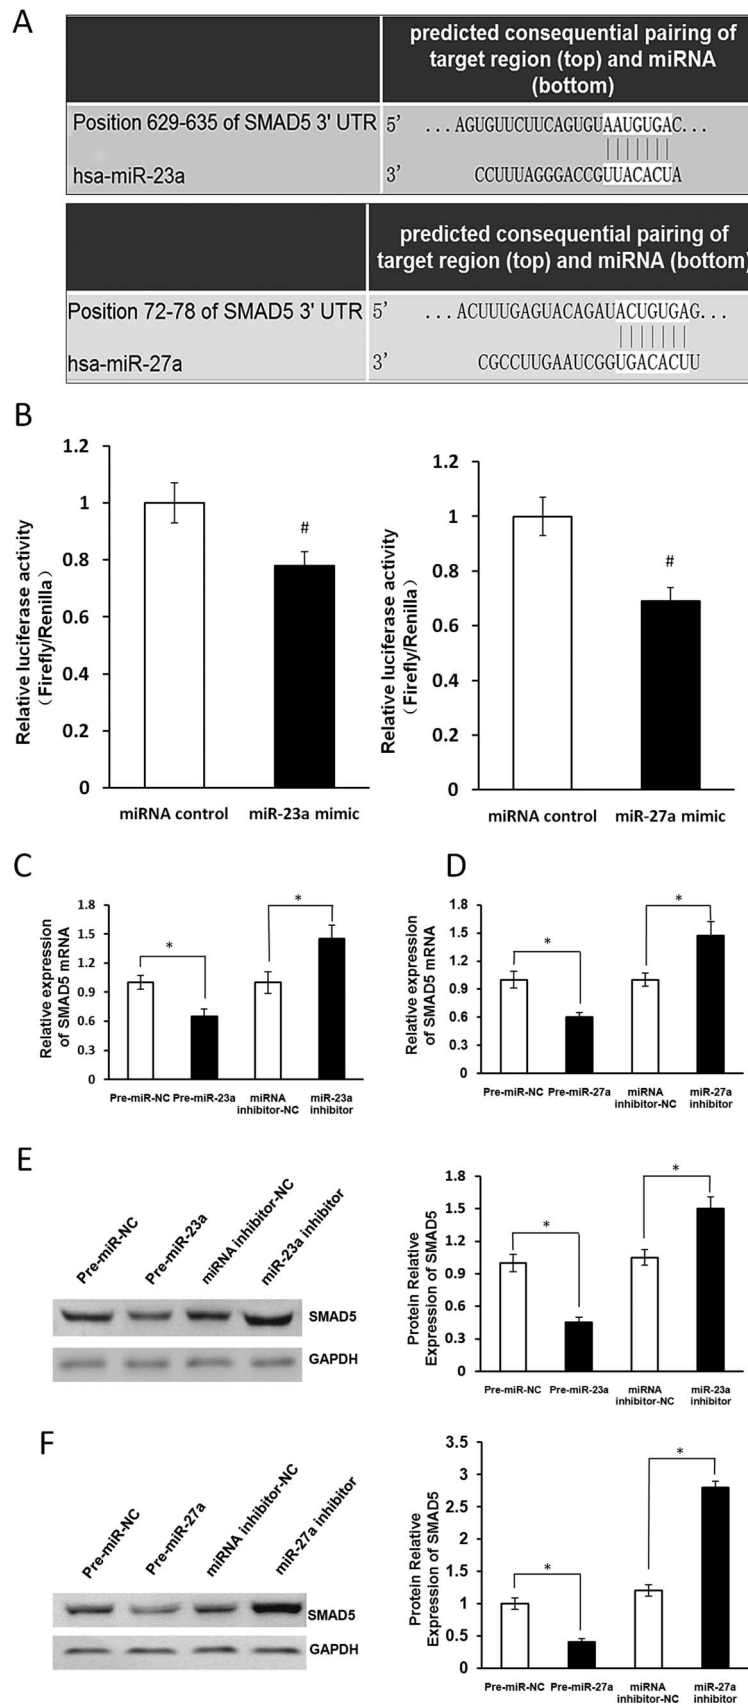 A
predicted consequential pairing of
target region (top) and miRNA
(bottom)
Position 629-635 of SMAD5 3' UTR 5' ...AGUGUUCUUCAGUGUAAUGUGAC...
hsa-miR-23a 3' CCUUUAGGGACCGUUACACUA
predicted consequential pairing of
target region (top) and miRNA (bottom)
Position 72-78 of SMAD5 3' UTR 5' ...ACUUUGAGUACAGAUACUGUGAG...
hsa-miR-27a 3' CGCCUUGAAUCGGUGACACUU
B
Relative luciferase activity
(Firefly/Renilla)
1.2
1
0.8
0.6
0.4
0.2
0
#
miRNA control miR-23a mimic
Relative luciferase activity
(Firefly/Renilla)
1.2
1
0.8
0.6
0.4
0.2
0
#
miRNA control miR-27a mimic
C
Relative expression
of SMAD5 mRNA
1.8
1.5
1.2
0.9
0.6
0.3
0
*
*
Pre-miR-NC Pre-miR-23a miRNA miR-23a
inhibitor-NC inhibitor
D
Relative expression
of SMAD5 mRNA
1.8
1.5
1.2
0.9
0.6
0.3
0
*
*
Pre-miR-NC Pre-miR-27a miRNA miR-27a
inhibitor-NC inhibitor
E
Pre-miR-NC
Pre-miR-23a
miRNA inhibitor-NC
miR-23a inhibitor
SMAD5
GAPDH
Protein Relative
Expression of SMAD5
1.8
1.5
1.2
0.9
0.6
0.3
0
*
*
Pre-miR-NC Pre-miR-23a miRNA miR-23a
inhibitor-NC inhibitor
F
Pre-miR-NC
Pre-miR-27a
miRNA inhibitor-NC
miR-27a inhibitor
SMAD5
GAPDH
Protein Relative
Expression of SMAD5
3.5
3
2.5
2
1.5
1
0.5
0
*
*
Pre-miR-NC Pre-miR-27a miRNA miR-27a
inhibitor-NC inhibitor